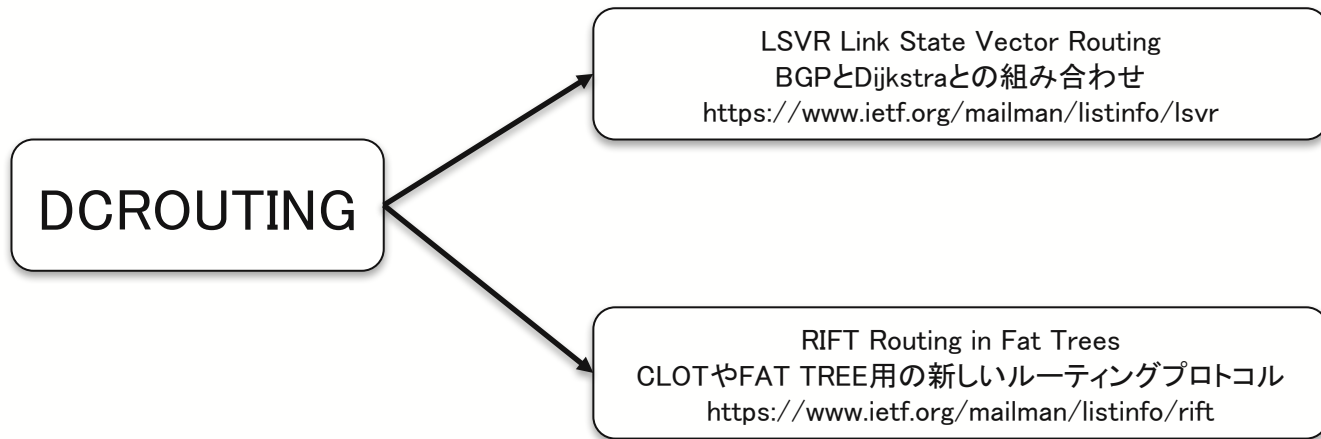 DCROUTING
LSVR Link State Vector Routing
BGPとDijkstraとの組み合わせ
https://www.ietf.org/mailman/listinfo/lsvr
RIFT Routing in Fat Trees
CLOTやFAT TREE用の新しいルーティングプロトコル
https://www.ietf.org/mailman/listinfo/rift